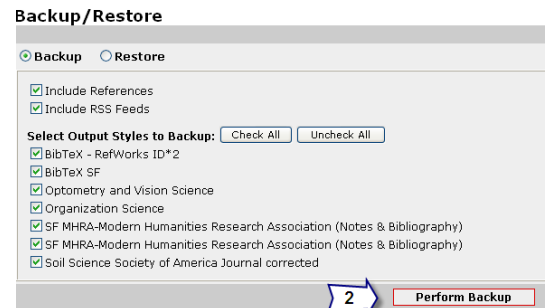 Backup/Restore
Backup Restore
Include References
Include RSS Feeds
Select Output Styles to Backup: Check All Uncheck All
BibTeX - RefWorks ID*2
BibTeX SF
Optometry and Vision Science
Organization Science
SF MHRA-Modern Humanities Research Association (Notes & Bibliography)
SF MHRA-Modern Humanities Research Association (Notes & Bibliography)
Soil Science Society of America Journal corrected
2 Perform Backup